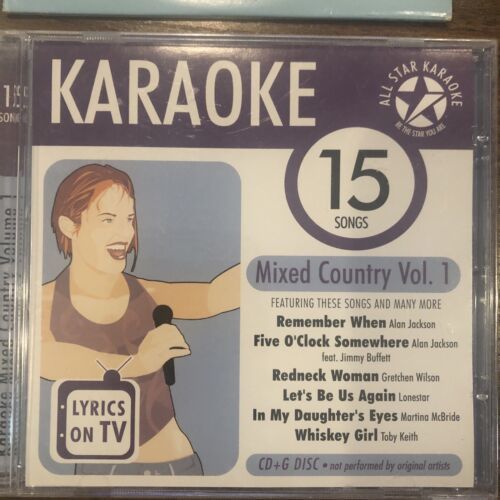 KARAOKE
ALL STAR KARAOKE
BE THE STAR YOU ARE
15
SONGS
Mixed Country Vol. 1
FEATURING THESE SONGS AND MANY MORE
Remember When Alan Jackson
Five O'Clock Somewhere Alan Jackson
feat. Jimmy Buffett
Redneck Woman Gretchen Wilson
Let's Be Us Again Lonestar
In My Daughter's Eyes Martina McBride
Whiskey Girl Toby Keith
CD+G DISC • not performed by original artists
LYRICS
ON TV
Karaoke Mixed Country Volume 1